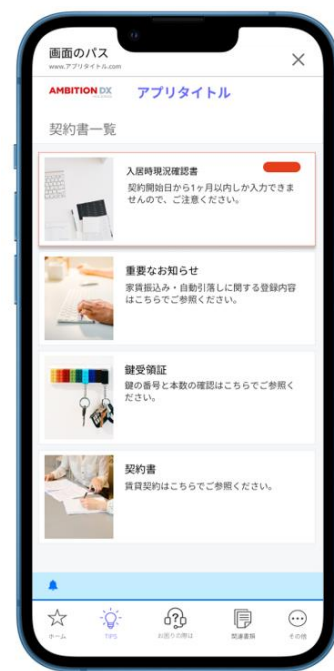 画面のパス
www.アプリタイトル.com
AMBITION DX
アプリタイトル
契約書一覧
入居時現況確認書
契約開始日から1ヶ月以内しか入力できま
せんので、ご注意ください。
重要なお知らせ
家賃振込み・自動引落しに関する登録内容
はこちらでご参照ください。
鍵受領証
鍵の番号と本数の確認はこちらでご参照く
ださい。
契約書
賃貸契約はこちらでご参照ください。
ホーム
TIPS
お困りの際は
関連書類
その他